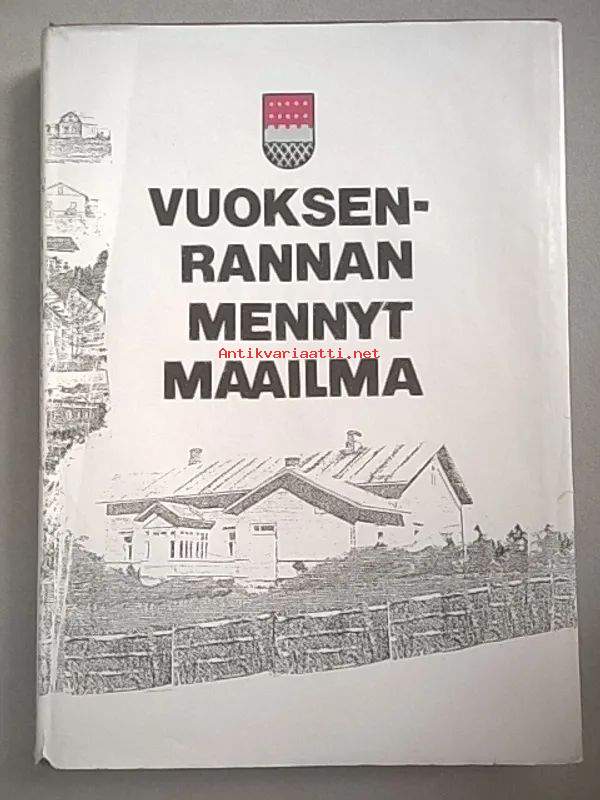 VUOKSEN-
RANNAN
MENNYT
Antikvariaatti.net
MAAILMA